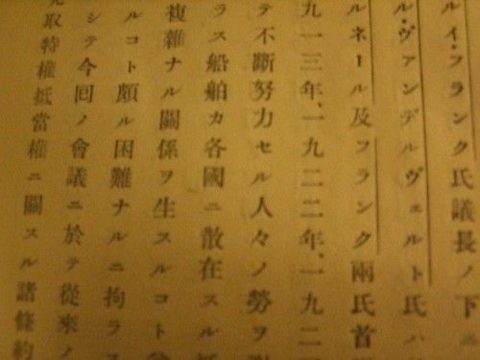 ルイ・フランク氏議長ノ下ニ
ル・ヴァンデルヴェルト氏ハ
ルネール及フランク兩氏首
九一三年、一九二二年、一九二
テ不斷努力セル人々ノ勞ヲ
ラス船舶カ各國ニ散在スル
複雜ナル關係ヲ生スルコト
ルコト頗ル困難ナルニ拘ラ
シテ今囘ノ會議ニ於テ從來ノ
先取特權抵當權ニ關スル諸條約